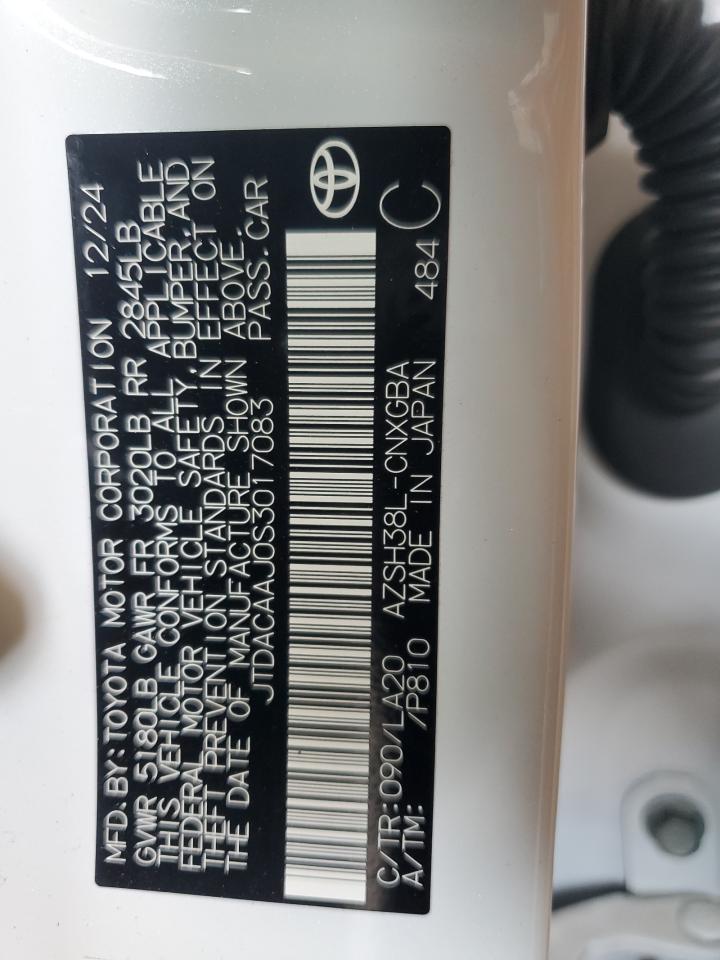 MFD.BY:TOYOTA MOTOR CORPORATION 12/24
GVWR 5180LB GAWR FR 3020LB RR 2845LB
THIS VEHICLE CONFORMS TO ALL APPLICABLE
FEDERAL MOTOR VEHICLE SAFETY,BUMPER,AND
THEFT PREVENTION STANDARDS IN EFFECT ON
THE DATE OF MANUFACTURE SHOWN ABOVE.
JTDACAAJ0S3017083 PASS.CAR
C/TR:090/LA20 AZSH38L-CNXGBA
A/TM: /P810 MADE IN JAPAN 484 C